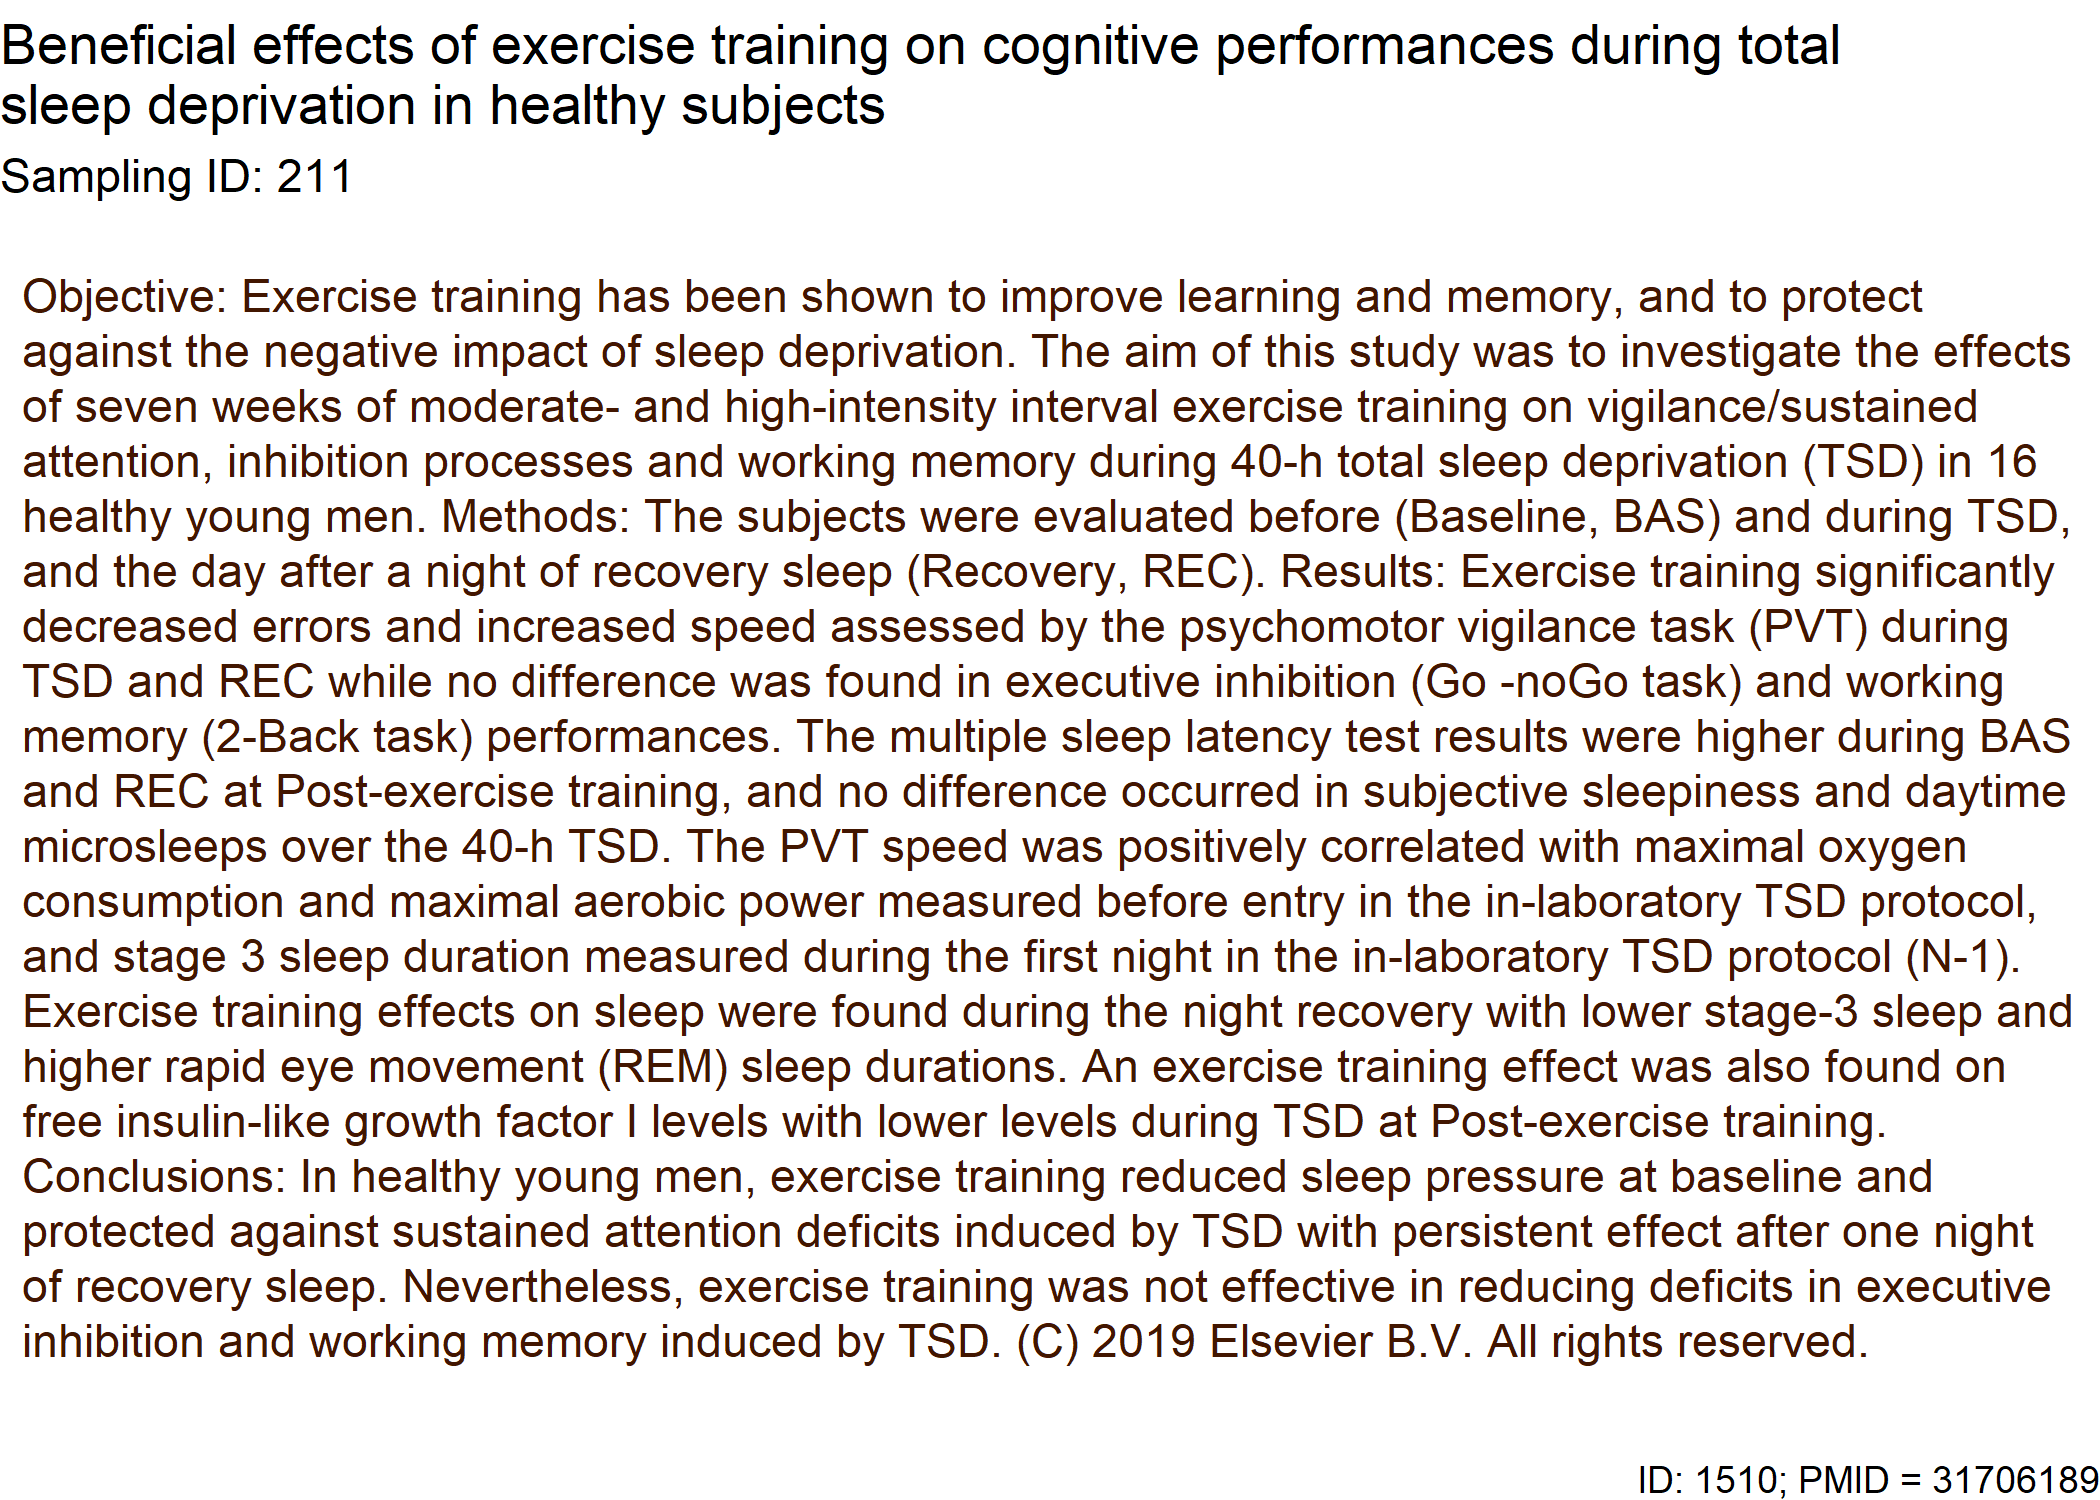 Beneficial effects of exercise training on cognitive performances during total
sleep deprivation in healthy subjects
Sampling ID: 211
Objective: Exercise training has been shown to improve learning and memory, and to protect
against the negative impact of sleep deprivation. The aim of this study was to investigate the effects
of seven weeks of moderate- and high-intensity interval exercise training on vigilance/sustained
attention, inhibition processes and working memory during 40-h total sleep deprivation (TSD) in 16
healthy young men. Methods: The subjects were evaluated before (Baseline, BAS) and during TSD,
and the day after a night of recovery sleep (Recovery, REC). Results: Exercise training significantly
decreased errors and increased speed assessed by the psychomotor vigilance task (PVT) during
TSD and REC while no difference was found in executive inhibition (Go -noGo task) and working
memory (2-Back task) performances. The multiple sleep latency test results were higher during BAS
and REC at Post-exercise training, and no difference occurred in subjective sleepiness and daytime
microsleeps over the 40-h TSD. The PVT speed was positively correlated with maximal oxygen
consumption and maximal aerobic power measured before entry in the in-laboratory TSD protocol,
and stage 3 sleep duration measured during the first night in the in-laboratory TSD protocol (N-1).
Exercise training effects on sleep were found during the night recovery with lower stage-3 sleep and
higher rapid eye movement (REM) sleep durations. An exercise training effect was also found on
free insulin-like growth factor I levels with lower levels during TSD at Post-exercise training.
Conclusions: In healthy young men, exercise training reduced sleep pressure at baseline and
protected against sustained attention deficits induced by TSD with persistent effect after one night
of recovery sleep. Nevertheless, exercise training was not effective in reducing deficits in executive
inhibition and working memory induced by TSD. (C) 2019 Elsevier B.V. All rights reserved.
ID: 1510; PMID = 31706189